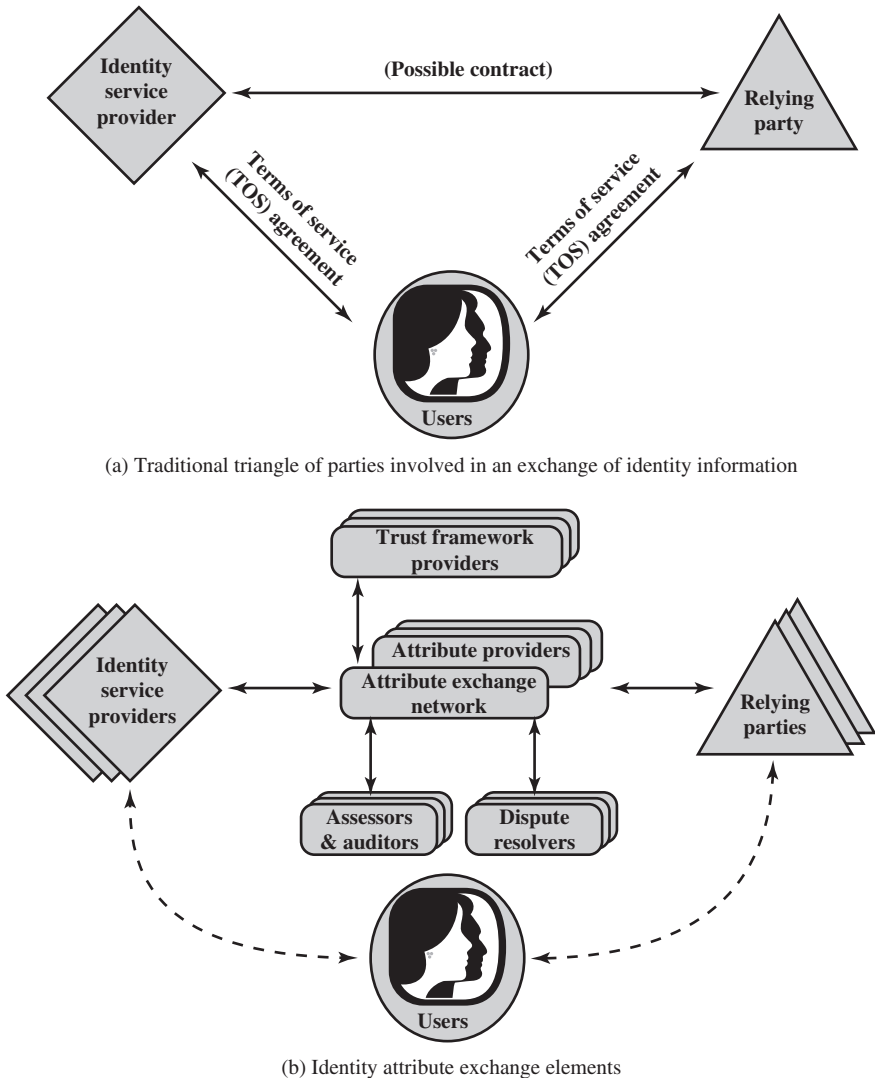 Identity
service
provider
(Possible contract)
Relying
party
Terms of service
(TOS) agreement
Terms of service
(TOS) agreement
Users
(a) Traditional triangle of parties involved in an exchange of identity information
Trust framework
providers
Identity
service
providers
Attribute providers
Attribute exchange
network
Relying
parties
Assessors
& auditors
Dispute
resolvers
Users
(b) Identity attribute exchange elements